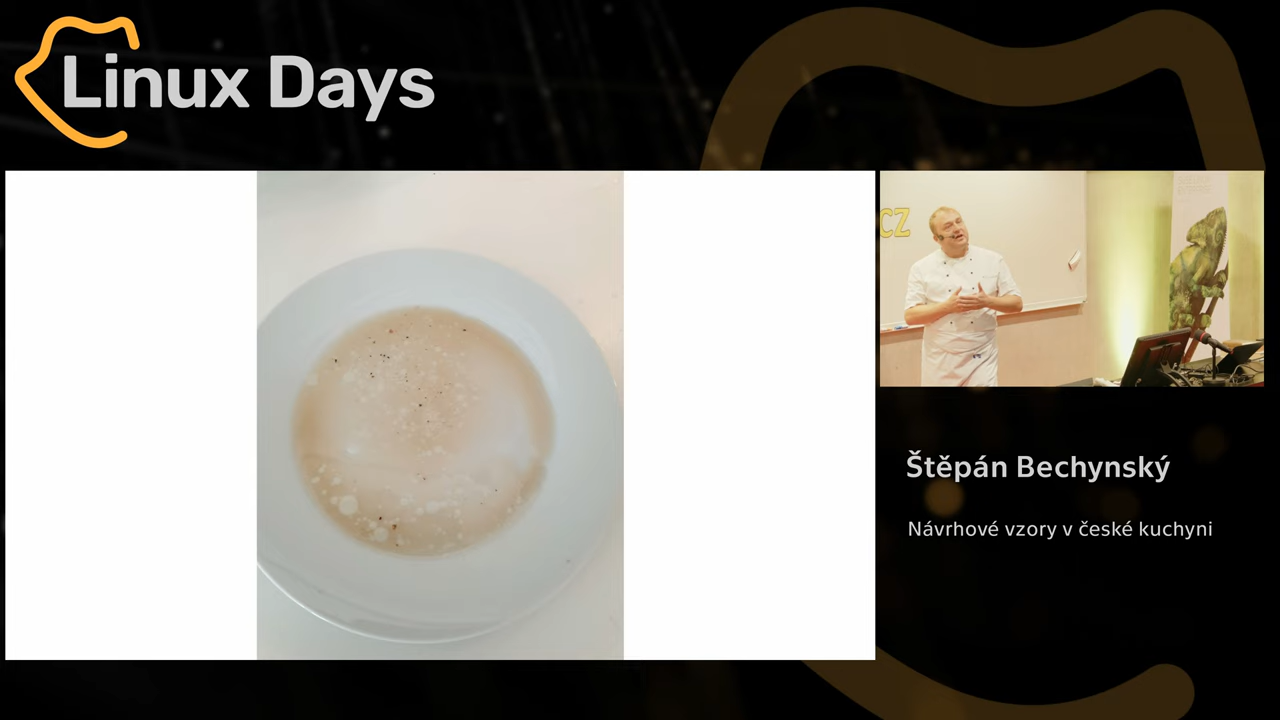 Linux Days
CZ
Štěpán Bechynský
Návrhové vzory v české kuchyni